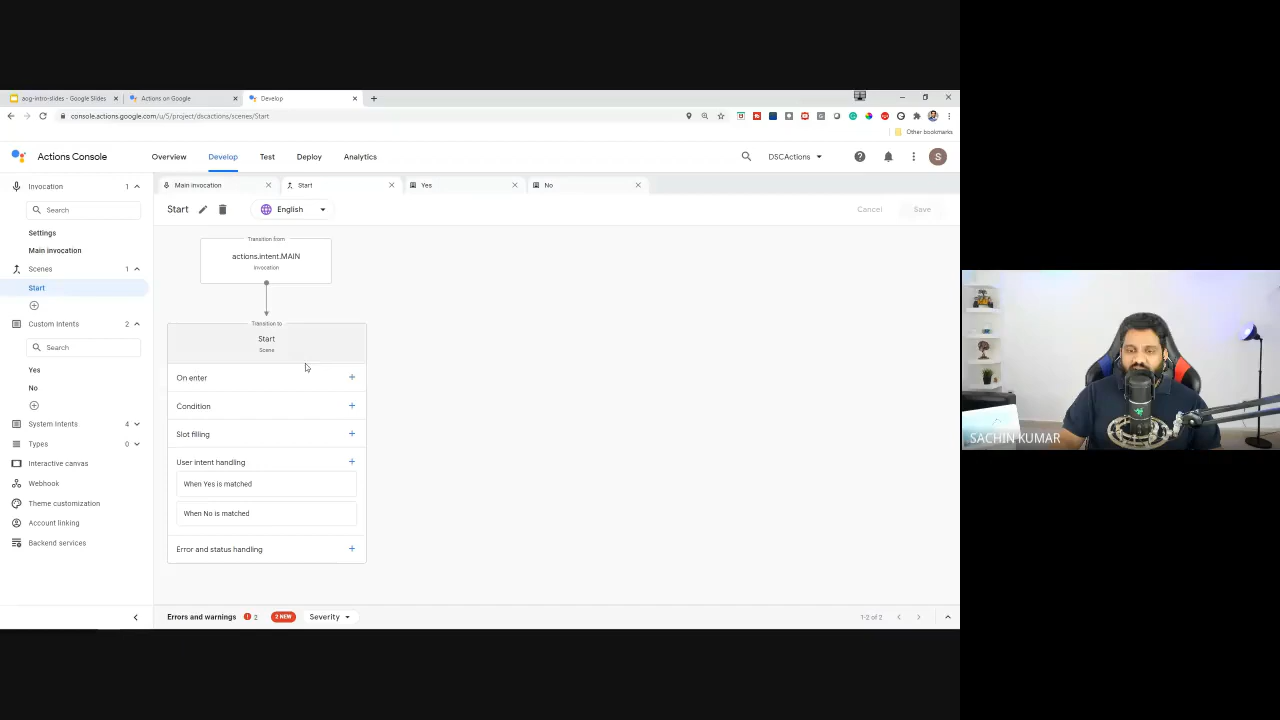 aog-intro-slides - Google Slides
Actions on Google
Develop
console.actions.google.com/u/5/project/dscactions/scenes/Start
Other bookmarks
Actions Console
Overview
Develop
Test
Deploy
Analytics
DSCActions
S
Invocation 1
Search
Settings
Main invocation
Scenes 1
Start
Custom Intents 2
Search
Yes
No
System Intents 4
Types 0
Interactive canvas
Webhook
Theme customization
Account linking
Backend services
Main invocation
Start
Yes
No
Start
English
Cancel
Save
Transition from
actions.intent.MAIN
Invocation
Transition to
Start
Scene
On enter
Condition
Slot filling
User intent handling
When Yes is matched
When No is matched
Error and status handling
Errors and warnings 2 2 NEW Severity
1-2 of 2
SACHIN KUMAR